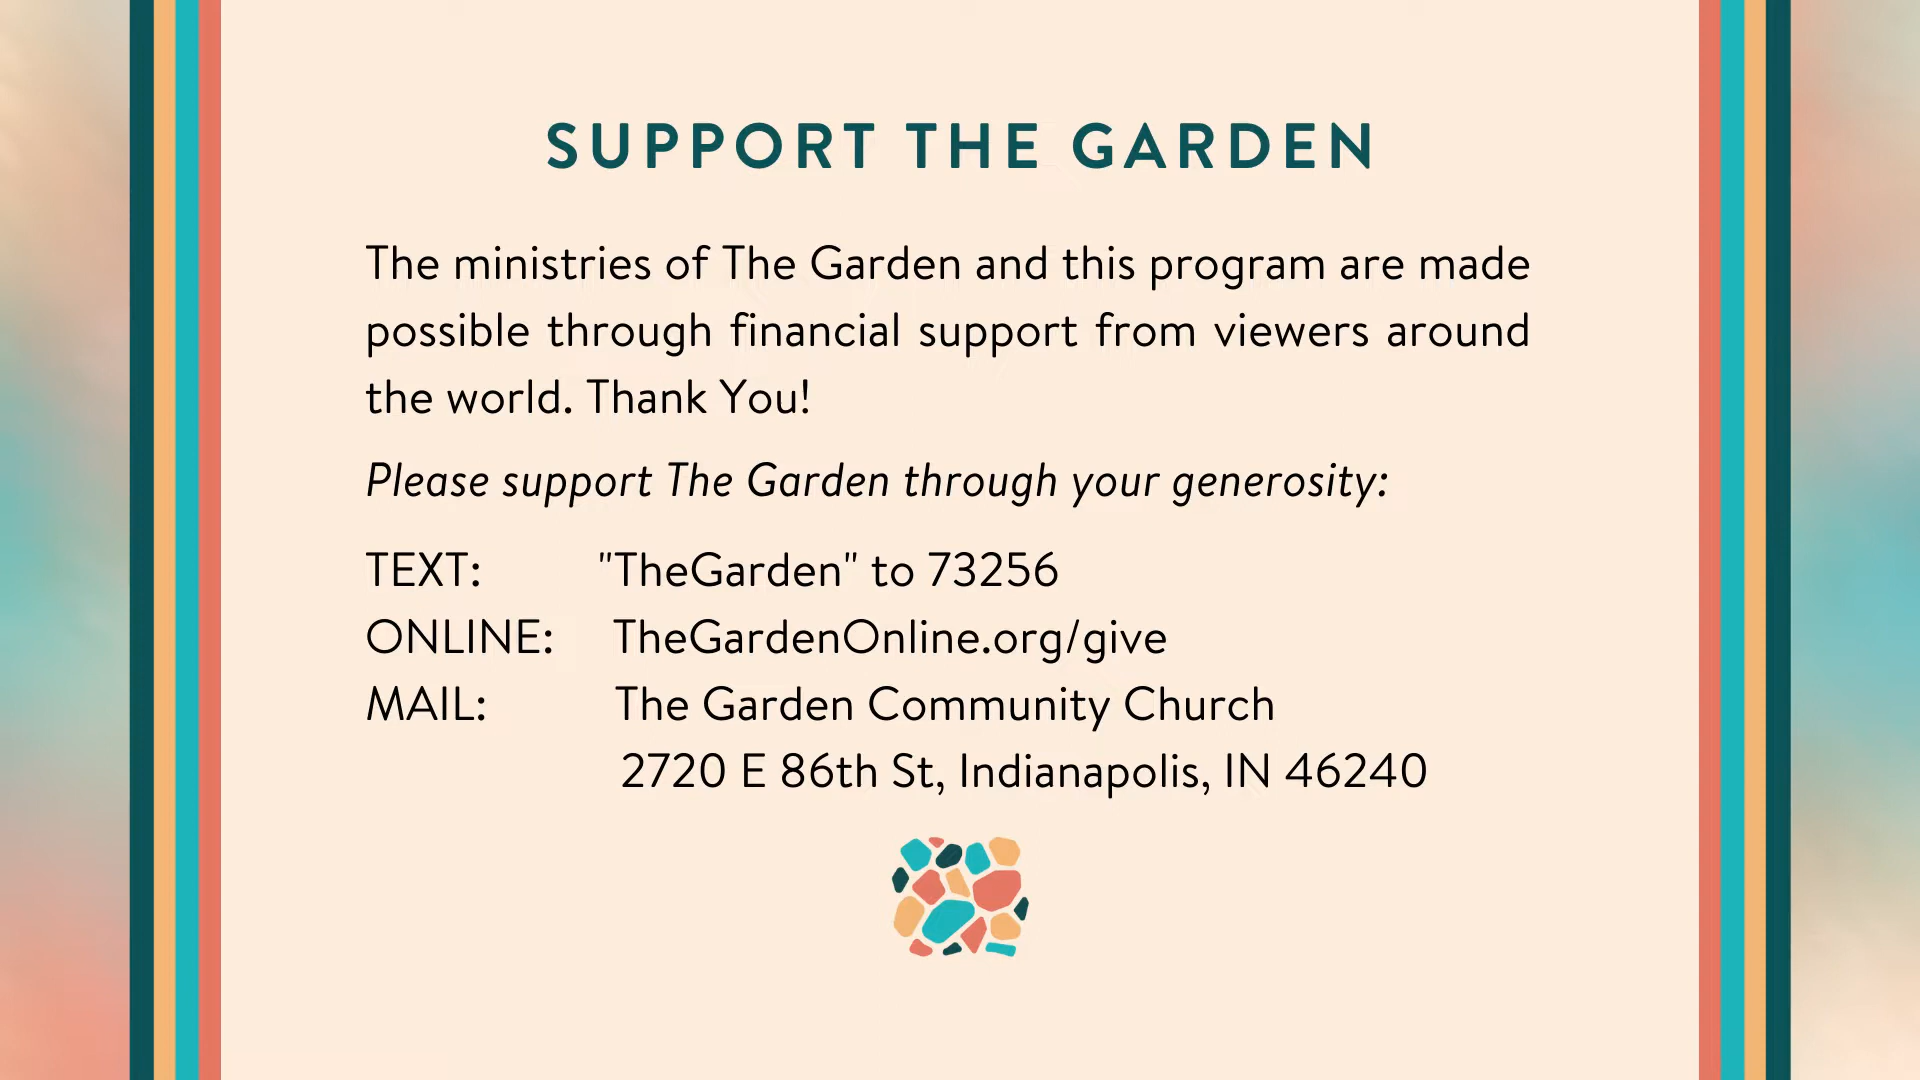 SUPPORT THE GARDEN
The ministries of The Garden and this program are made
possible through financial support from viewers around
the world. Thank You!
Please support The Garden through your generosity:
TEXT: "TheGarden" to 73256
ONLINE: TheGardenOnline.org/give
MAIL: The Garden Community Church
2720 E 86th St, Indianapolis, IN 46240